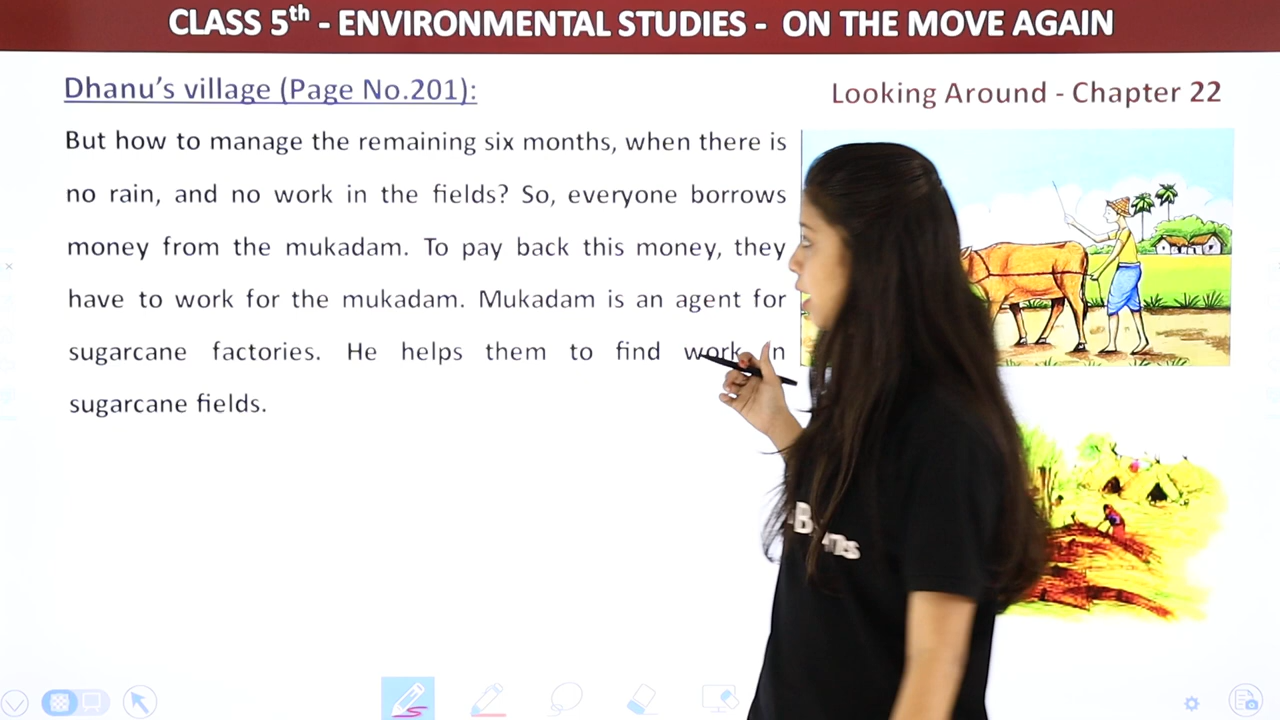 CLASS 5th - ENVIRONMENTAL STUDIES - ON THE MOVE AGAIN
Dhanu's village (Page No.201):
Looking Around - Chapter 22
But how to manage the remaining six months, when there is
no rain, and no work in the fields? So, everyone borrows
money from the mukadam. To pay back this money, they
have to work for the mukadam. Mukadam is an agent for
sugarcane factories. He helps them to find work in
sugarcane fields.